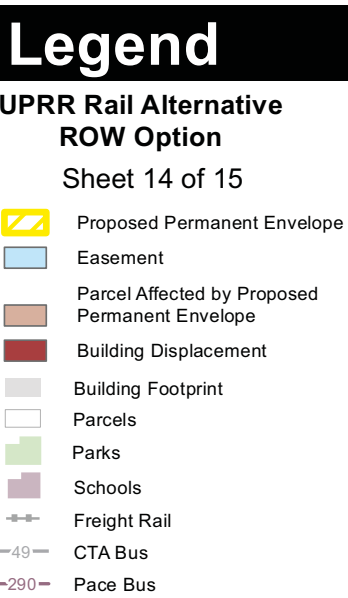 Legend
UPRR Rail Alternative
ROW Option
Sheet 14 of 15
Proposed Permanent Envelope
Easement
Parcel Affected by Proposed
Permanent Envelope
Building Displacement
Building Footprint
Parcels
Parks
Schools
Freight Rail
49 CTA Bus
290 Pace Bus